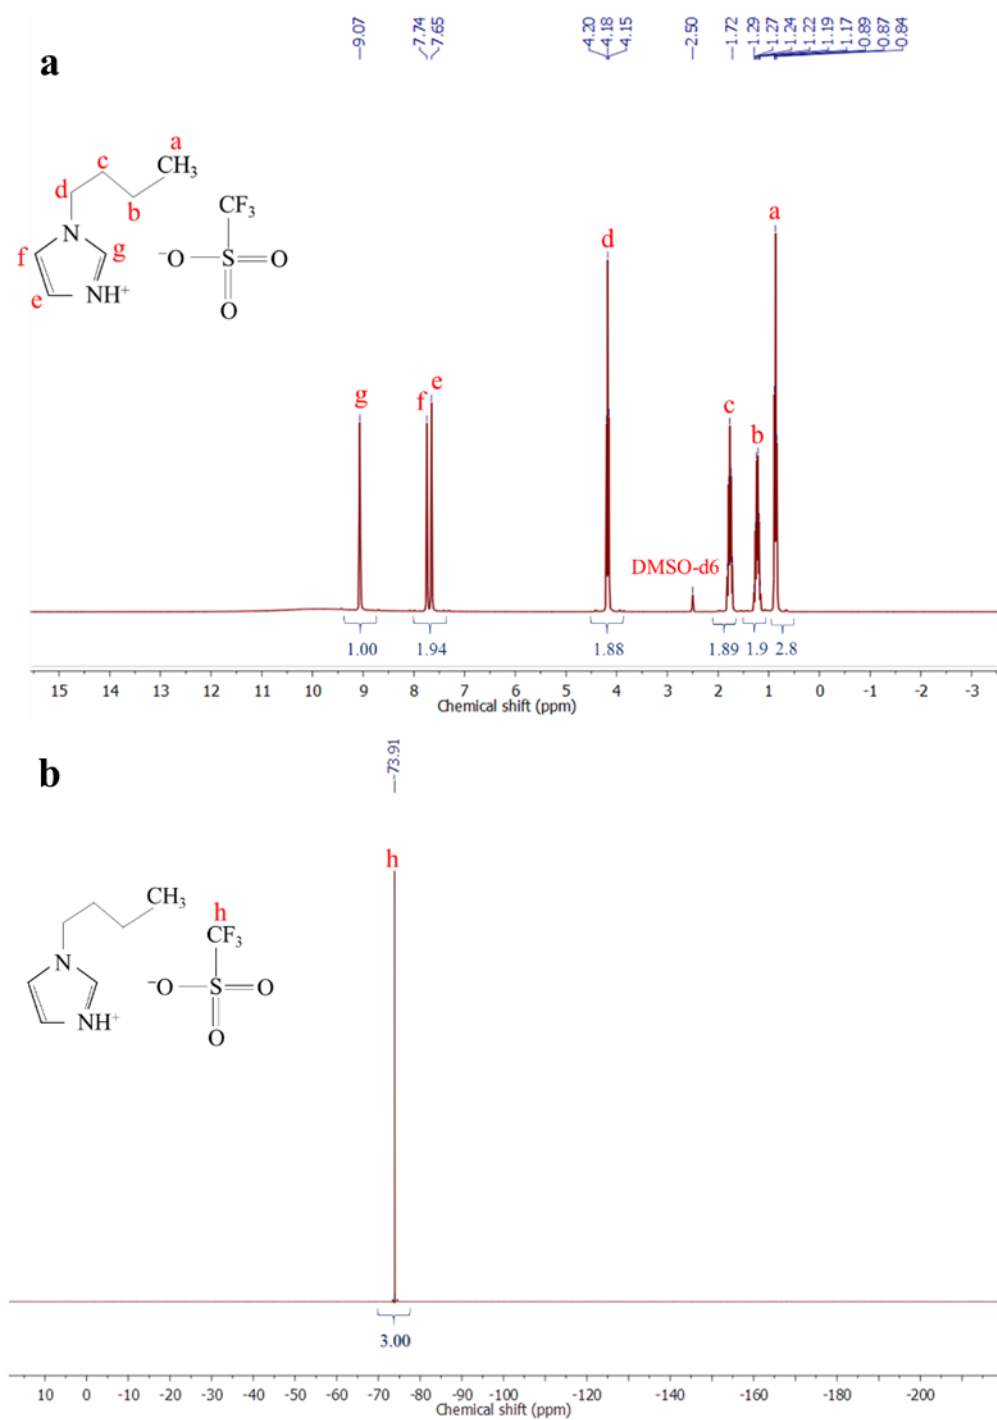 a
9.07
7.74
7.65
4.20
4.18
4.15
2.50
1.72
1.29
1.27
1.24
1.22
1.19
1.17
0.89
0.87
0.84
a
CH3
c
d
b
N
g
f
e
NH+
CF3
−O
S
O
O
g
f
e
d
DMSO-d6
c
b
a
1.00
1.94
1.88
1.89
1.9
2.8
15 14 13 12 11 10 9 8 7 6 5 4 3 2 1 0 -1 -2 -3
Chemical shift (ppm)
b
-73.91
h
CH3
N
NH+
h
CF3
−O
S
O
O
3.00
10 0 -10 -20 -30 -40 -50 -60 -70 -80 -90 -100 -120 -140 -160 -180 -200
Chemical shift (ppm)